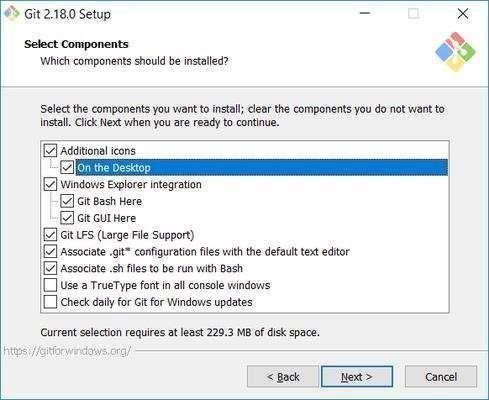 Git 2.18.0 Setup
Select Components
Which components should be installed?
Select the components you want to install; clear the components you do not want to
install. Click Next when you are ready to continue.
Additional icons
On the Desktop
Windows Explorer integration
Git Bash Here
Git GUI Here
Git LFS (Large File Support)
Associate .git* configuration files with the default text editor
Associate .sh files to be run with Bash
Use a TrueType font in all console windows
Check daily for Git for Windows updates
Current selection requires at least 229.3 MB of disk space.
https://gitforwindows.org/
< Back Next > Cancel